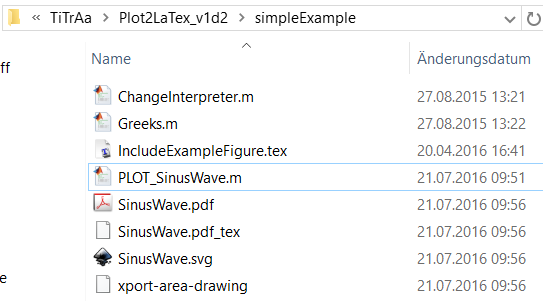 « TiTrAa > Plot2LaTex_v1d2 > simpleExample
ff
Name Änderungsdatum
ChangeInterpreter.m 27.08.2015 13:21
Greeks.m 27.08.2015 13:22
IncludeExampleFigure.tex 20.04.2016 16:41
PLOT_SinusWave.m 21.07.2016 09:51
SinusWave.pdf 21.07.2016 09:56
SinusWave.pdf_tex 21.07.2016 09:56
SinusWave.svg 21.07.2016 09:56
e
xport-area-drawing 21.07.2016 09:56